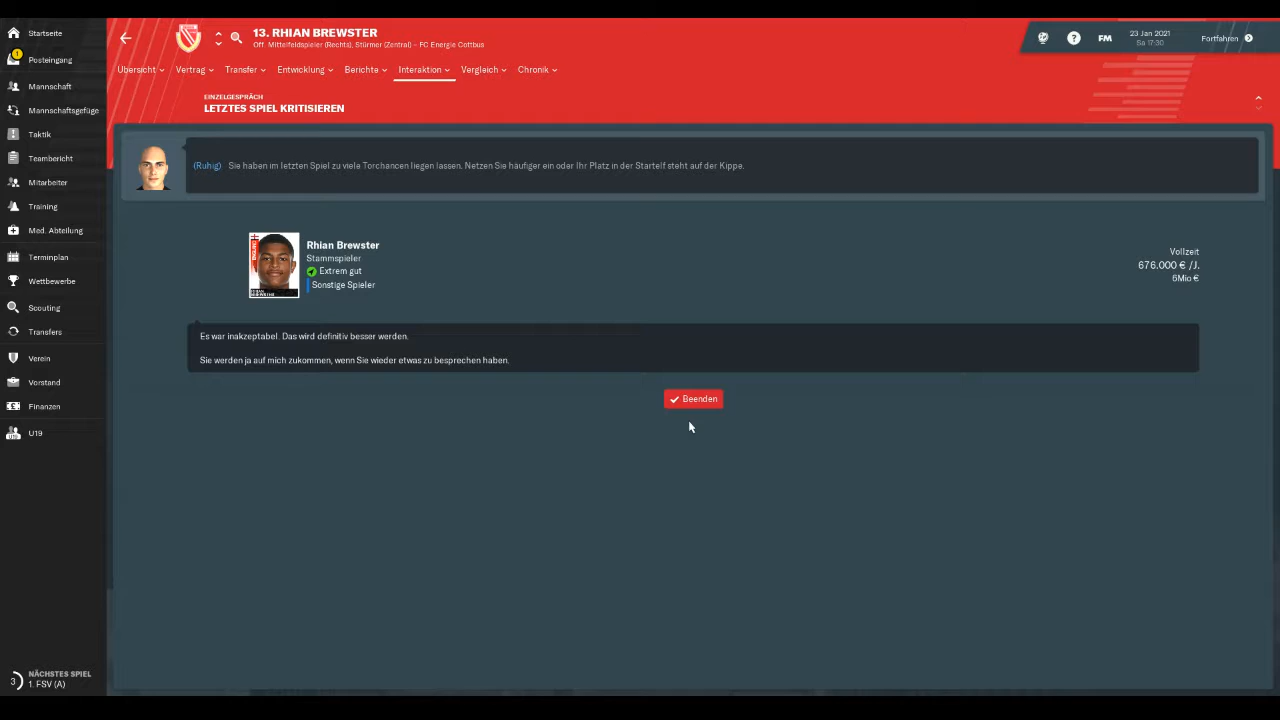 Startseite
1
Posteingang
Mannschaft
Mannschaftsgefüge
Taktik
Teambericht
Mitarbeiter
Training
Med. Abteilung
Terminplan
Wettbewerbe
Scouting
Transfers
Verein
Vorstand
Finanzen
U19
3 NÄCHSTES SPIEL
1. FSV (A)
13. RHIAN BREWSTER
Off. Mittelfeldspieler (Rechts), Stürmer (Zentral) – FC Energie Cottbus
? FM 23 Jan 2021
Sa 17:30
Fortfahren
Übersicht Vertrag Transfer Entwicklung Berichte Interaktion Vergleich Chronik
EINZELGESPRÄCH
LETZTES SPIEL KRITISIEREN
(Ruhig) Sie haben im letzten Spiel zu viele Torchancen liegen lassen. Netzen Sie häufiger ein oder Ihr Platz in der Startelf steht auf der Kippe.
Rhian Brewster
Stammspieler
Extrem gut
Sonstige Spieler
Vollzeit
676.000 € /J.
6Mio €
Es war inakzeptabel. Das wird definitiv besser werden.
Sie werden ja auf mich zukommen, wenn Sie wieder etwas zu besprechen haben.
Beenden